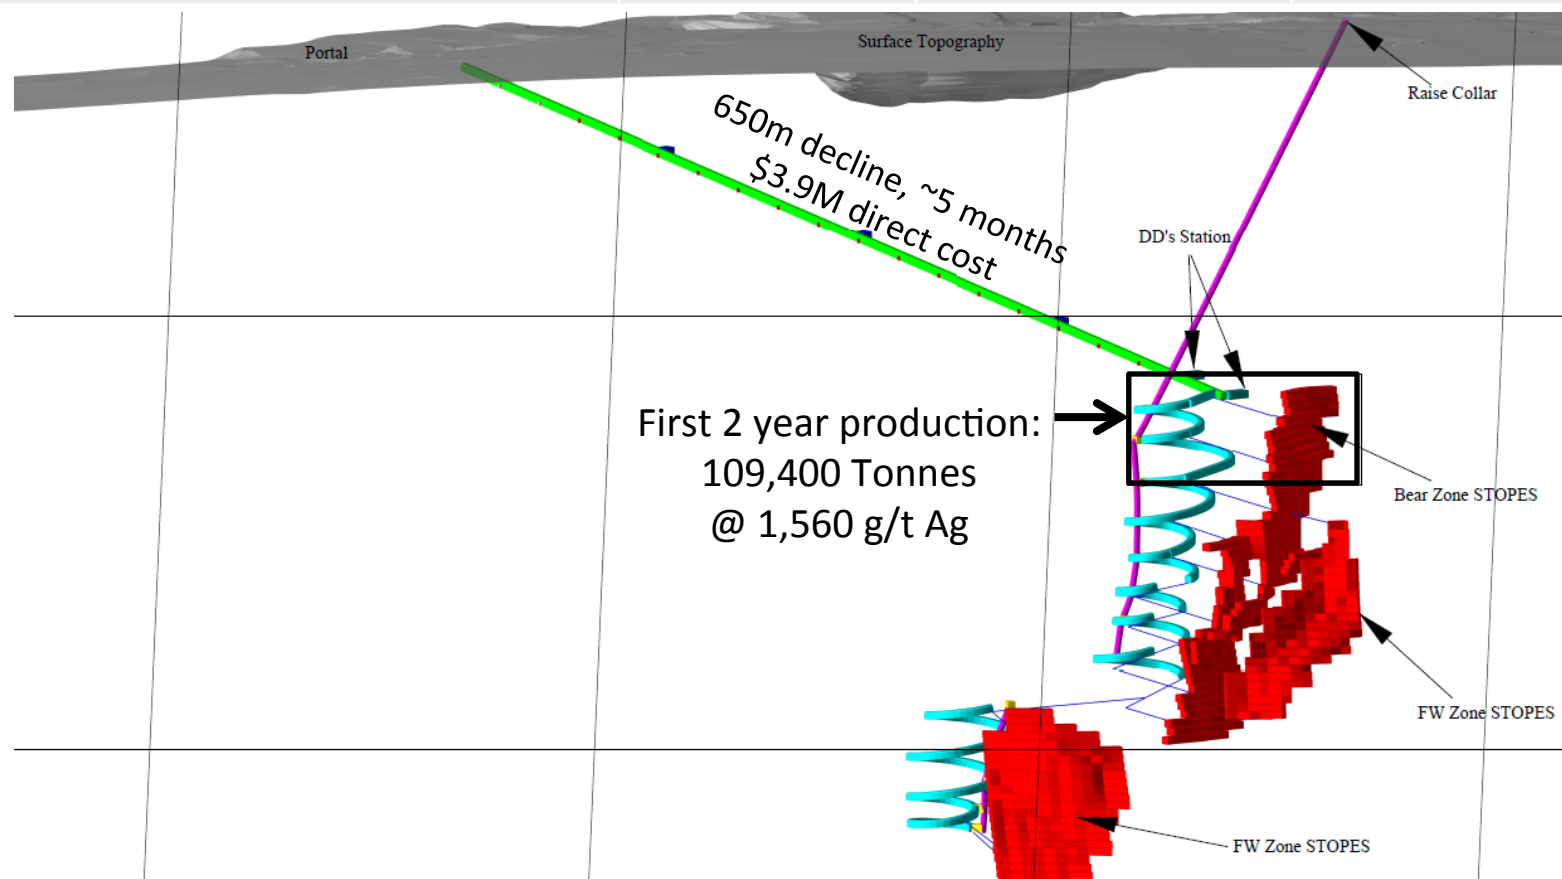 Portal
Surface Topography
Raise Collar
650m decline, ~5 months
$3.9M direct cost
DD's Station
First 2 year production:
109,400 Tonnes
@ 1,560 g/t Ag
Bear Zone STOPES
FW Zone STOPES
FW Zone STOPES